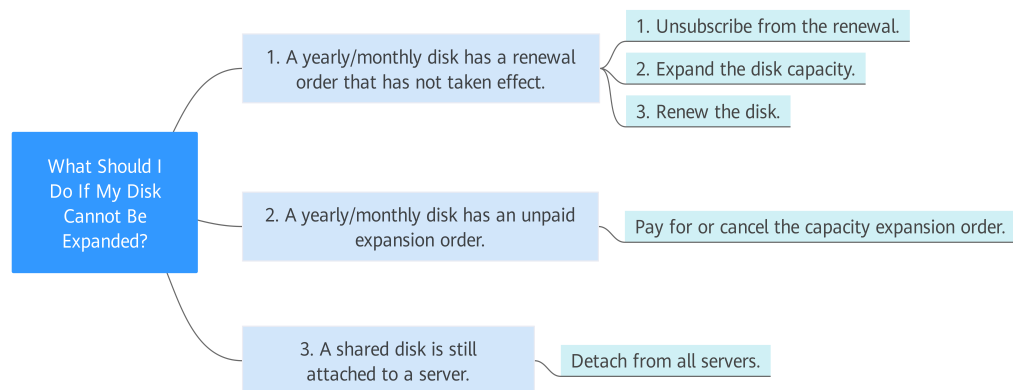 What Should I
Do If My Disk
Cannot Be
Expanded?
1. A yearly/monthly disk has a renewal
order that has not taken effect.
1. Unsubscribe from the renewal.
2. Expand the disk capacity.
3. Renew the disk.
2. A yearly/monthly disk has an unpaid
expansion order.
Pay for or cancel the capacity expansion order.
3. A shared disk is still
attached to a server.
Detach from all servers.